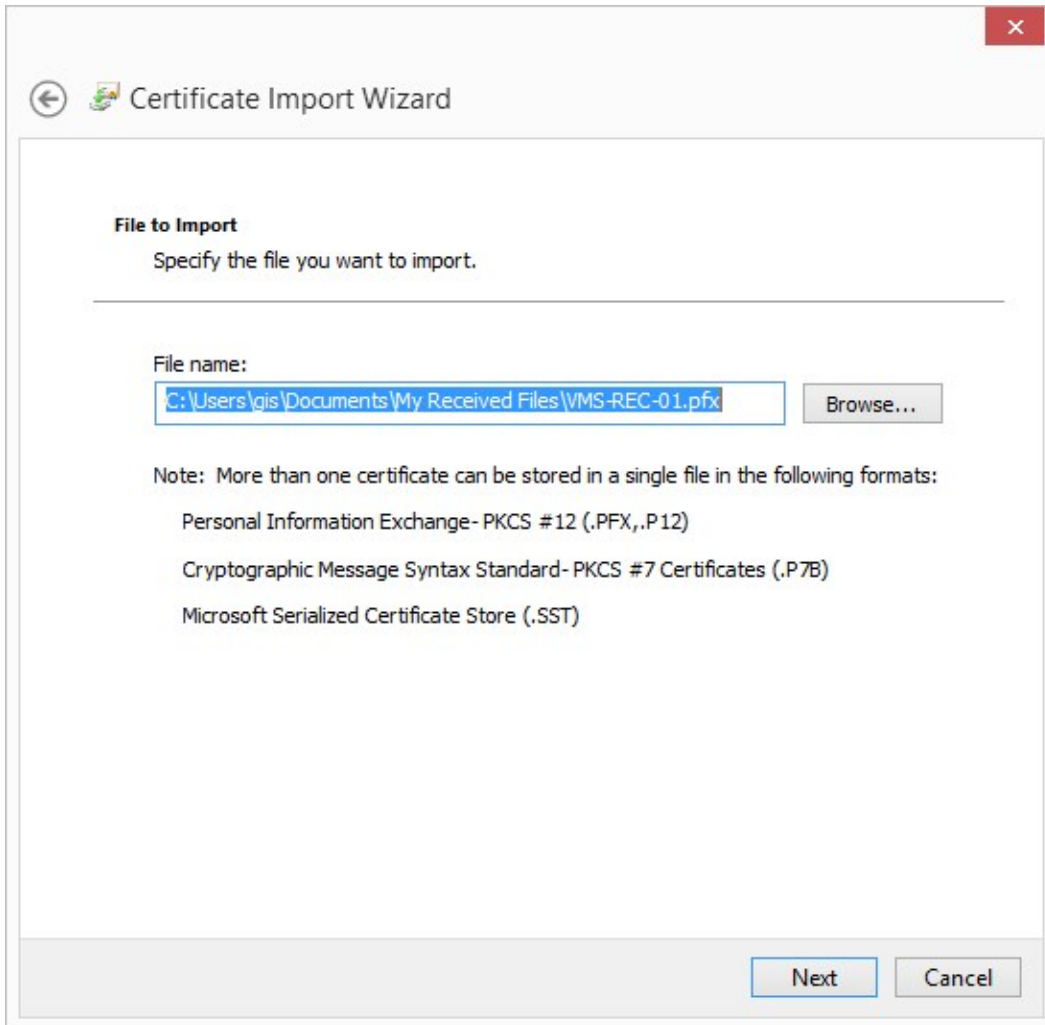 Certificate Import Wizard
File to Import
Specify the file you want to import.
File name:
C:\Users\gis\Documents\My Received Files\VMS-REC-01.pfx
Browse...
Note: More than one certificate can be stored in a single file in the following formats:
Personal Information Exchange- PKCS #12 (.PFX,.P12)
Cryptographic Message Syntax Standard- PKCS #7 Certificates (.P7B)
Microsoft Serialized Certificate Store (.SST)
Next
Cancel